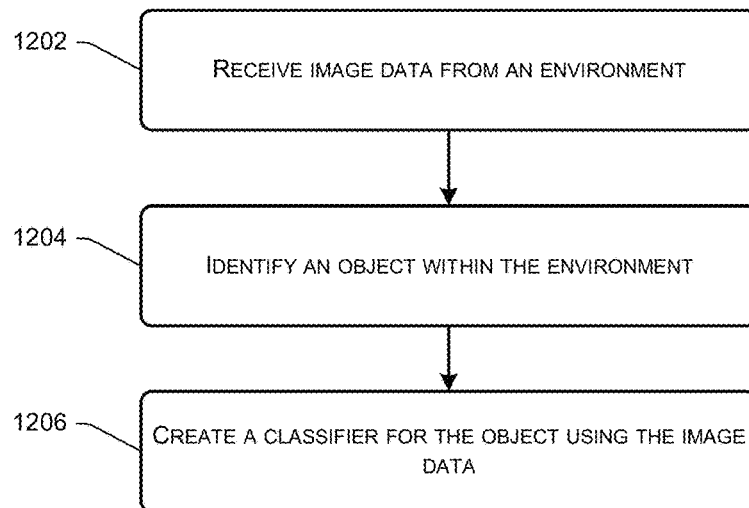 1202
RECEIVE IMAGE DATA FROM AN ENVIRONMENT
1204
IDENTIFY AN OBJECT WITHIN THE ENVIRONMENT
1206
CREATE A CLASSIFIER FOR THE OBJECT USING THE IMAGE
DATA